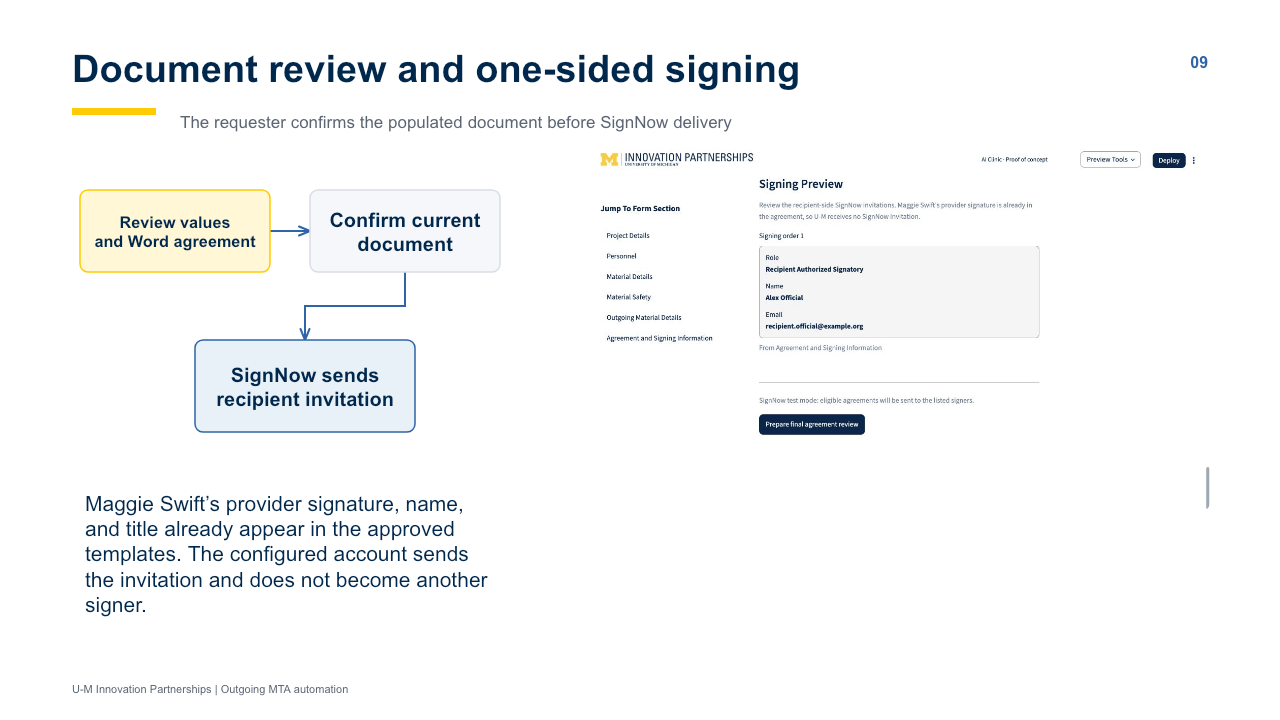 Document review and one-sided signing
09
The requester confirms the populated document before SignNow delivery
Review values
and Word agreement
Confirm current
document
SignNow sends
recipient invitation
Maggie Swift’s provider signature, name,
and title already appear in the approved
templates. The configured account sends
the invitation and does not become another
signer.
M INNOVATION PARTNERSHIPS
UNIVERSITY OF MICHIGAN
AI Clinic · Proof of concept
Preview Tools
Deploy
Jump To Form Section
Project Details
Personnel
Material Details
Material Safety
Outgoing Material Details
Agreement and Signing Information
Signing Preview
Review the recipient-side SignNow invitations. Maggie Swift's provider signature is already in
the agreement, so U-M receives no SignNow invitation.
Signing order 1
Role
Recipient Authorized Signatory
Name
Alex Official
Email
recipient.official@example.org
From Agreement and Signing Information
SignNow test mode: eligible agreements will be sent to the listed signers.
Prepare final agreement review
U-M Innovation Partnerships | Outgoing MTA automation